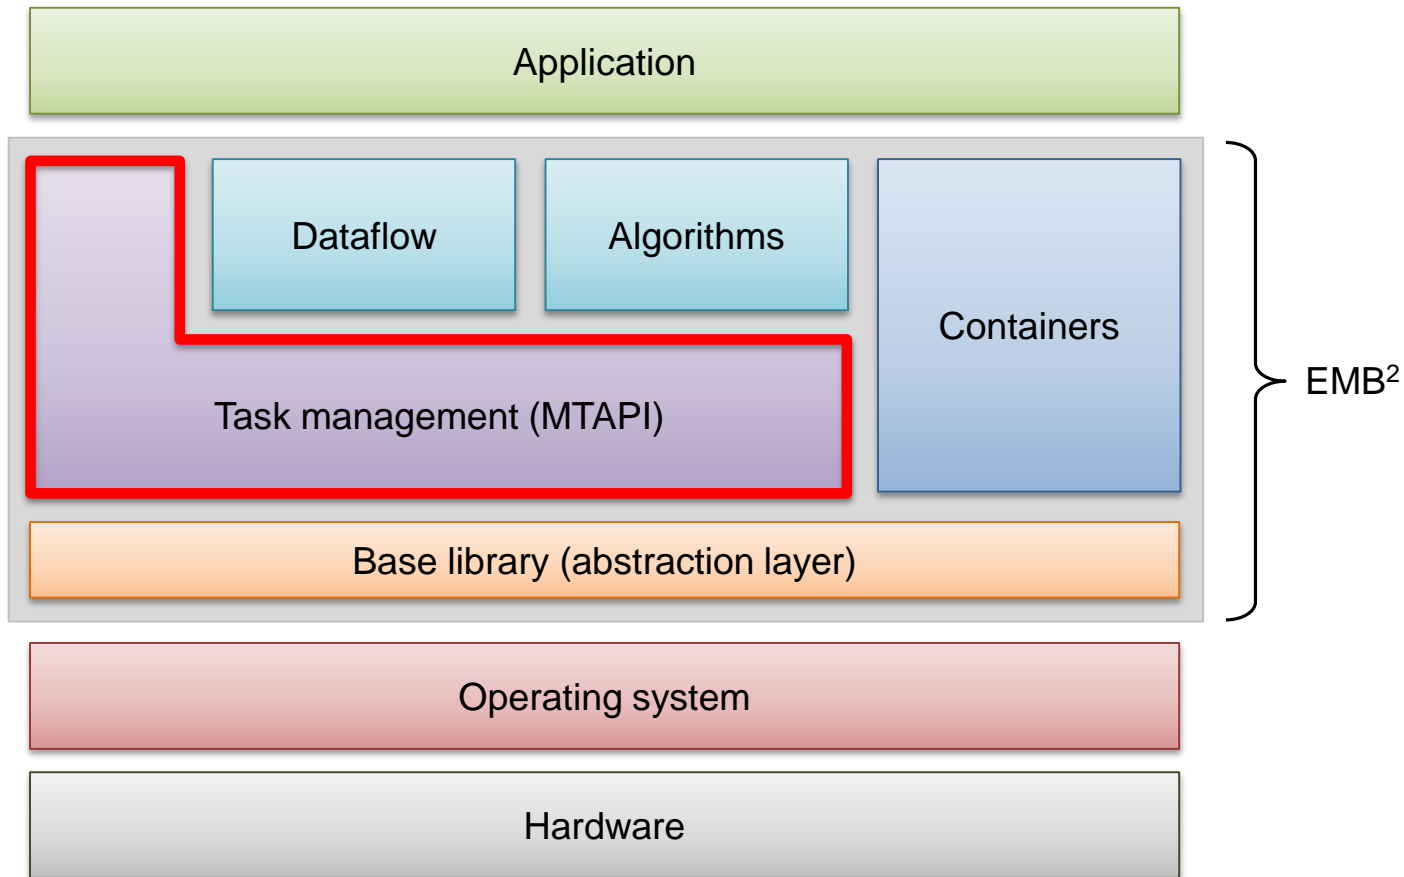 Application
Dataflow
Algorithms
Containers
Task management (MTAPI)
EMB²
Base library (abstraction layer)
Operating system
Hardware